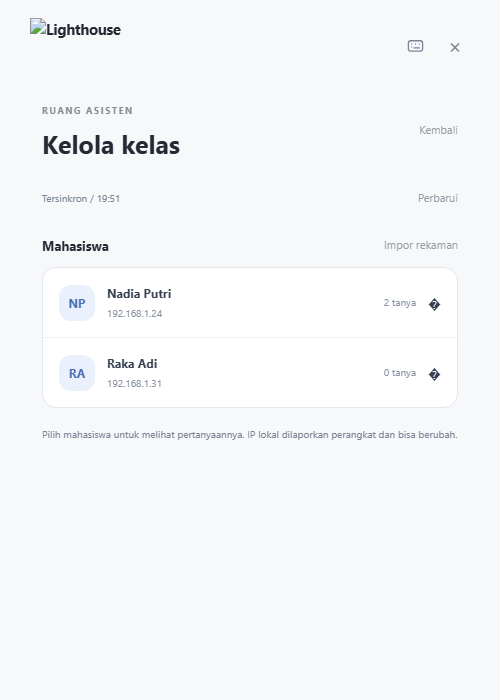 Lighthouse
RUANG ASISTEN
Kelola kelas
Kembali
Tersinkron / 19:51
Perbarui
Mahasiswa
Impor rekaman
NP
Nadia Putri
192.168.1.24
2 tanya
�
RA
Raka Adi
192.168.1.31
0 tanya
�
Pilih mahasiswa untuk melihat pertanyaannya. IP lokal dilaporkan perangkat dan bisa berubah.